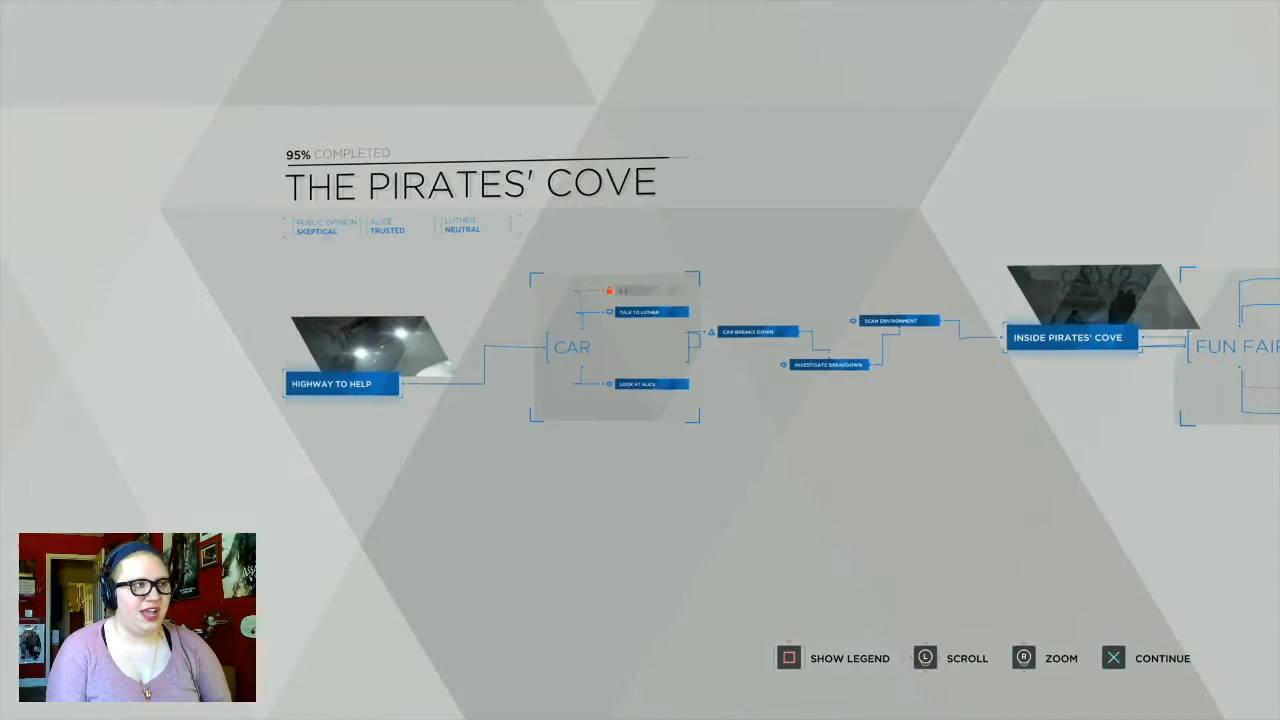 95% COMPLETED
THE PIRATES' COVE
PUBLIC OPINION
SKEPTICAL
ALICE
TRUSTED
LUTHER
NEUTRAL
HIGHWAY TO HELP
CAR
TALK TO LUTHER
LOOK AT ALICE
CAR BREAKS DOWN
INVESTIGATE BREAKDOWN
SCAN ENVIRONMENT
INSIDE PIRATES' COVE
FUN FAIR
SHOW LEGEND
L
SCROLL
R
ZOOM
CONTINUE